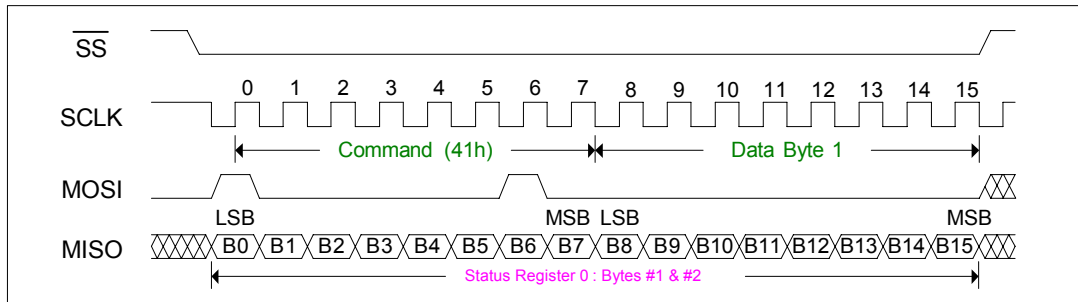 SS
0 1 2 3 4 5 6 7 8 9 10 11 12 13 14 15
SCLK
Command (41h) Data Byte 1
MOSI
LSB MSB LSB MSB
MISO B0 B1 B2 B3 B4 B5 B6 B7 B8 B9 B10 B11 B12 B13 B14 B15
Status Register 0 : Bytes #1 & #2